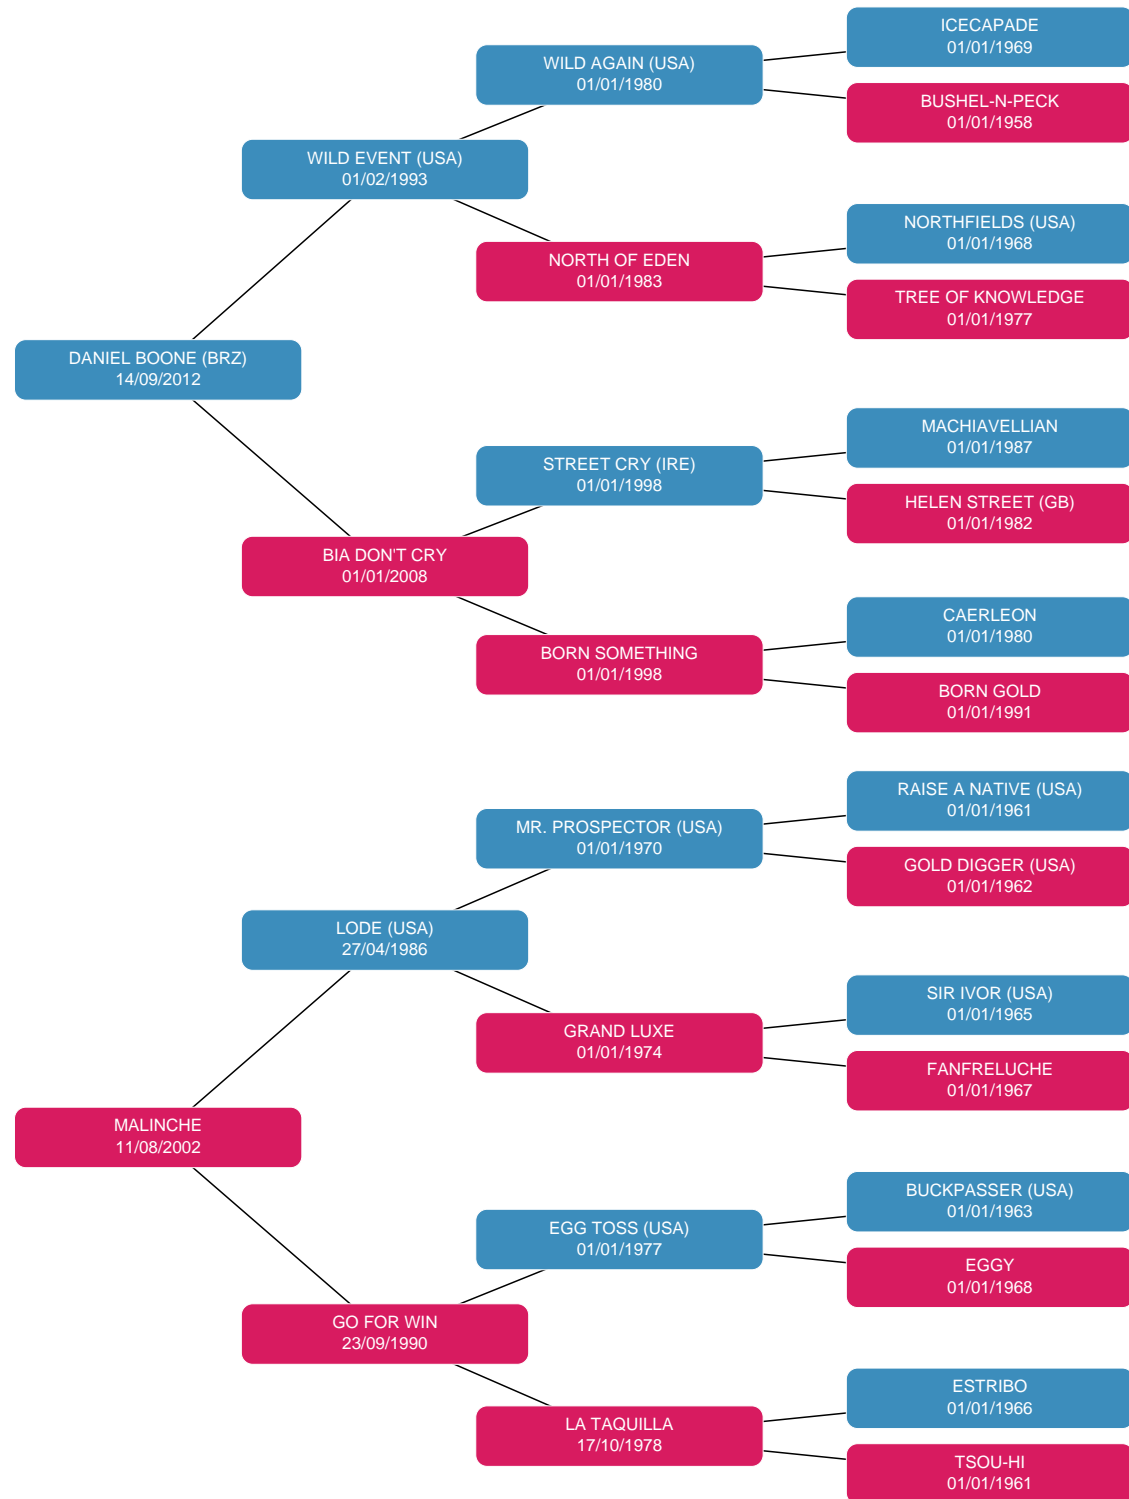 ICECAPADE
01/01/1969
WILD AGAIN (USA)
01/01/1980
BUSHEL-N-PECK
01/01/1958
WILD EVENT (USA)
01/02/1993
NORTHFIELDS (USA)
01/01/1968
NORTH OF EDEN
01/01/1983
TREE OF KNOWLEDGE
01/01/1977
DANIEL BOONE (BRZ)
14/09/2012
MACHIAVELLIAN
01/01/1987
STREET CRY (IRE)
01/01/1998
HELEN STREET (GB)
01/01/1982
BIA DON'T CRY
01/01/2008
CAERLEON
01/01/1980
BORN SOMETHING
01/01/1998
BORN GOLD
01/01/1991
RAISE A NATIVE (USA)
01/01/1961
MR. PROSPECTOR (USA)
01/01/1970
GOLD DIGGER (USA)
01/01/1962
LODE (USA)
27/04/1986
SIR IVOR (USA)
01/01/1965
GRAND LUXE
01/01/1974
FANFRELUCHE
01/01/1967
MALINCHE
11/08/2002
BUCKPASSER (USA)
01/01/1963
EGG TOSS (USA)
01/01/1977
EGGY
01/01/1968
GO FOR WIN
23/09/1990
ESTRIBO
01/01/1966
LA TAQUILLA
17/10/1978
TSOU-HI
01/01/1961